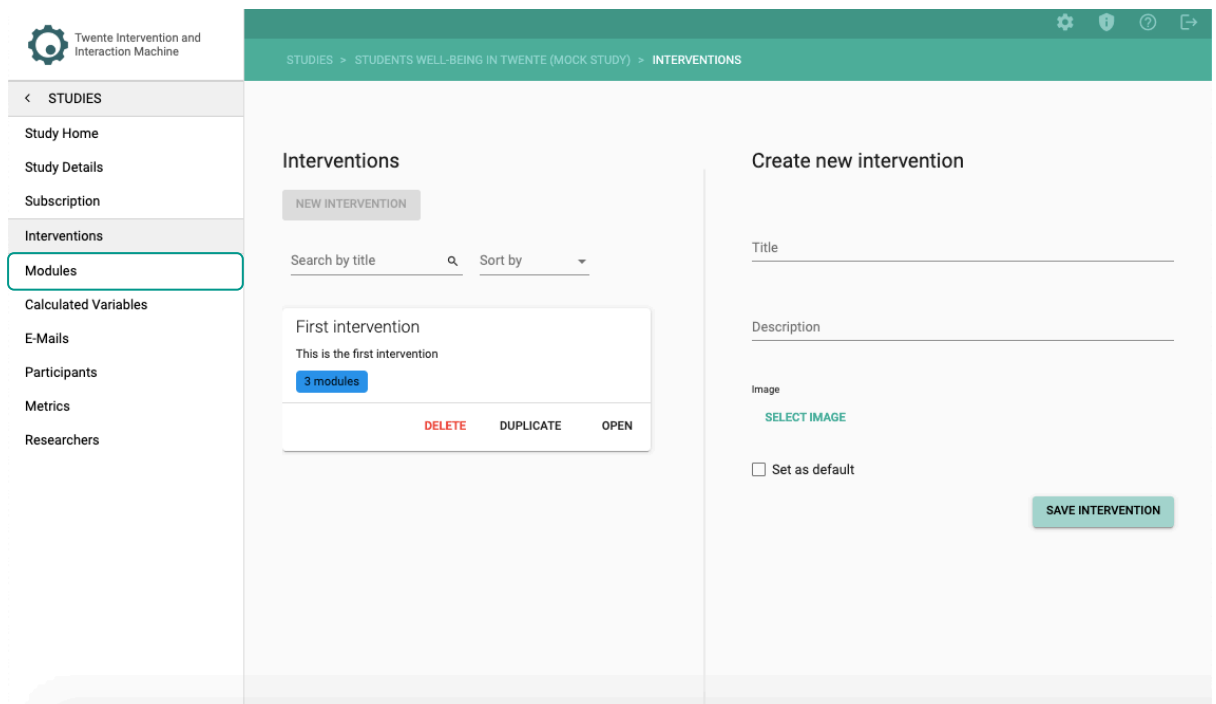 Twente Intervention and
Interaction Machine
STUDIES > STUDENTS WELL-BEING IN TWENTE (MOCK STUDY) > INTERVENTIONS
< STUDIES
Study Home
Study Details
Subscription
Interventions
Modules
Calculated Variables
E-Mails
Participants
Metrics
Researchers
Interventions
NEW INTERVENTION
Search by title
Sort by
First intervention
This is the first intervention
3 modules
DELETE DUPLICATE OPEN
Create new intervention
Title
Description
Image
SELECT IMAGE
Set as default
SAVE INTERVENTION